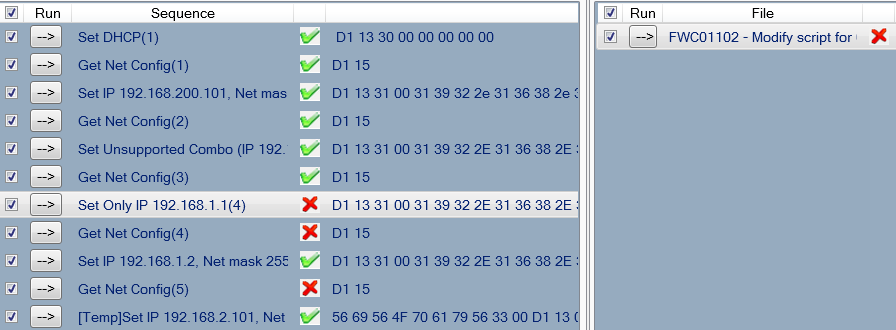 Run Sequence
Set DHCP(1) D1 13 30 00 00 00 00 00
Get Net Config(1) D1 15
Set IP 192.168.200.101, Net mas D1 13 31 00 31 39 32 2e 31 36 38 2e
Get Net Config(2) D1 15
Set Unsupported Combo (IP 192. D1 13 31 00 31 39 32 2E 31 36 38 2E
Get Net Config(3) D1 15
--> Set Only IP 192.168.1.1(4) D1 13 31 00 31 39 32 2E 31 36 38 2E
Get Net Config(4) D1 15
Set IP 192.168.1.2, Net mask 255 D1 13 31 00 31 39 32 2E 31 36 38 2E
Get Net Config(5) D1 15
[Temp]Set IP 192.168.2.101, Net 56 69 56 4F 70 61 79 56 33 00 D1 13
Run File
--> FWC01102 - Modify script for